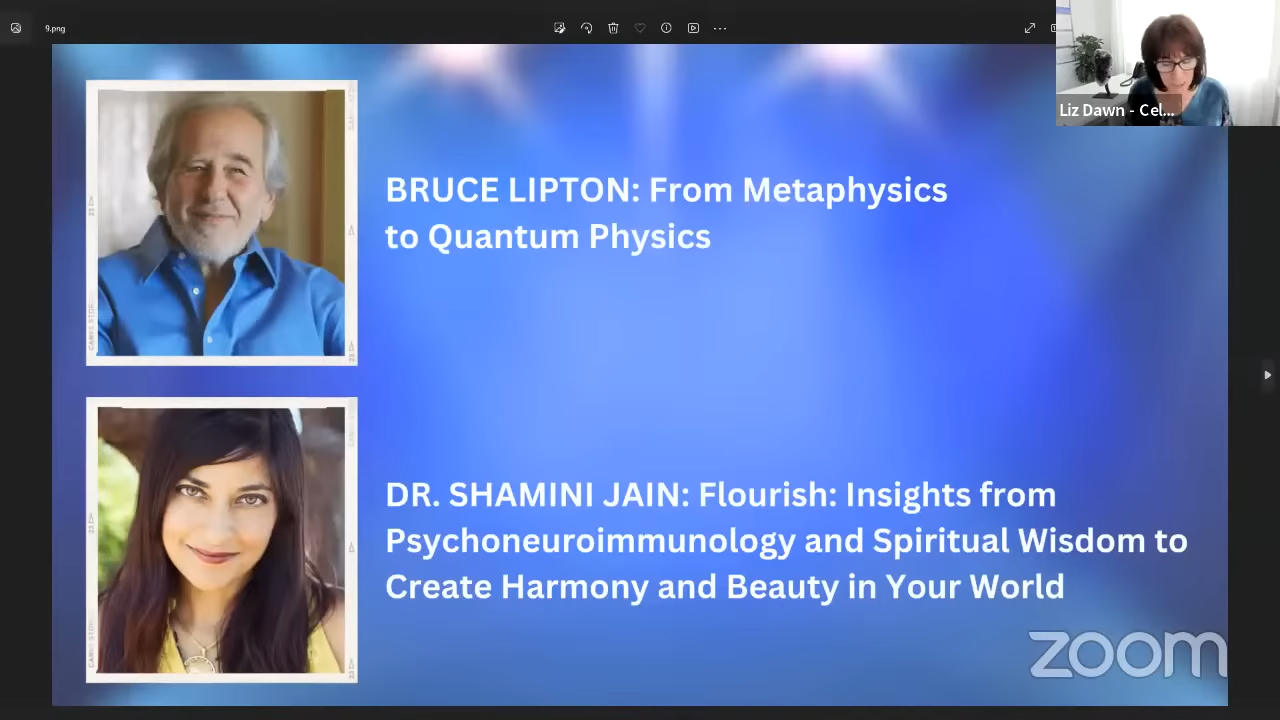 9.png
Liz Dawn - Cel...
BRUCE LIPTON: From Metaphysics
to Quantum Physics
DR. SHAMINI JAIN: Flourish: Insights from
Psychoneuroimmunology and Spiritual Wisdom to
Create Harmony and Beauty in Your World
zoom